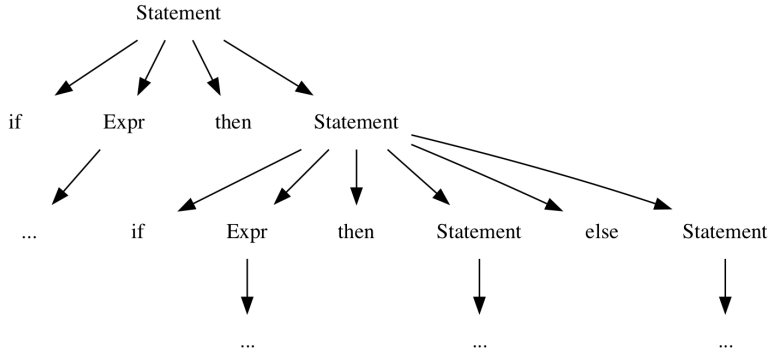 Statement
if Expr then Statement
... if Expr then Statement else Statement
... ... ...